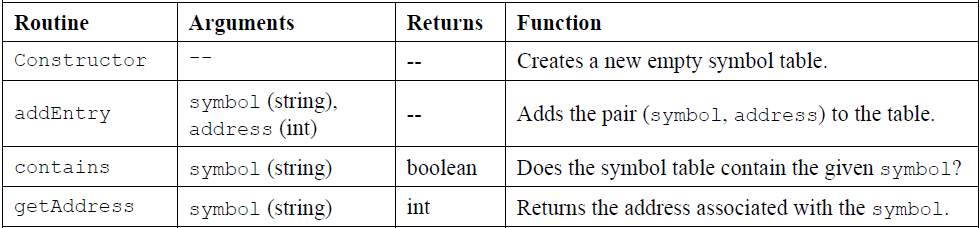 Routine Arguments Returns Function
Constructor -- -- Creates a new empty symbol table.
addEntry symbol (string), address (int) -- Adds the pair (symbol, address) to the table.
contains symbol (string) boolean Does the symbol table contain the given symbol?
getAddress symbol (string) int Returns the address associated with the symbol.